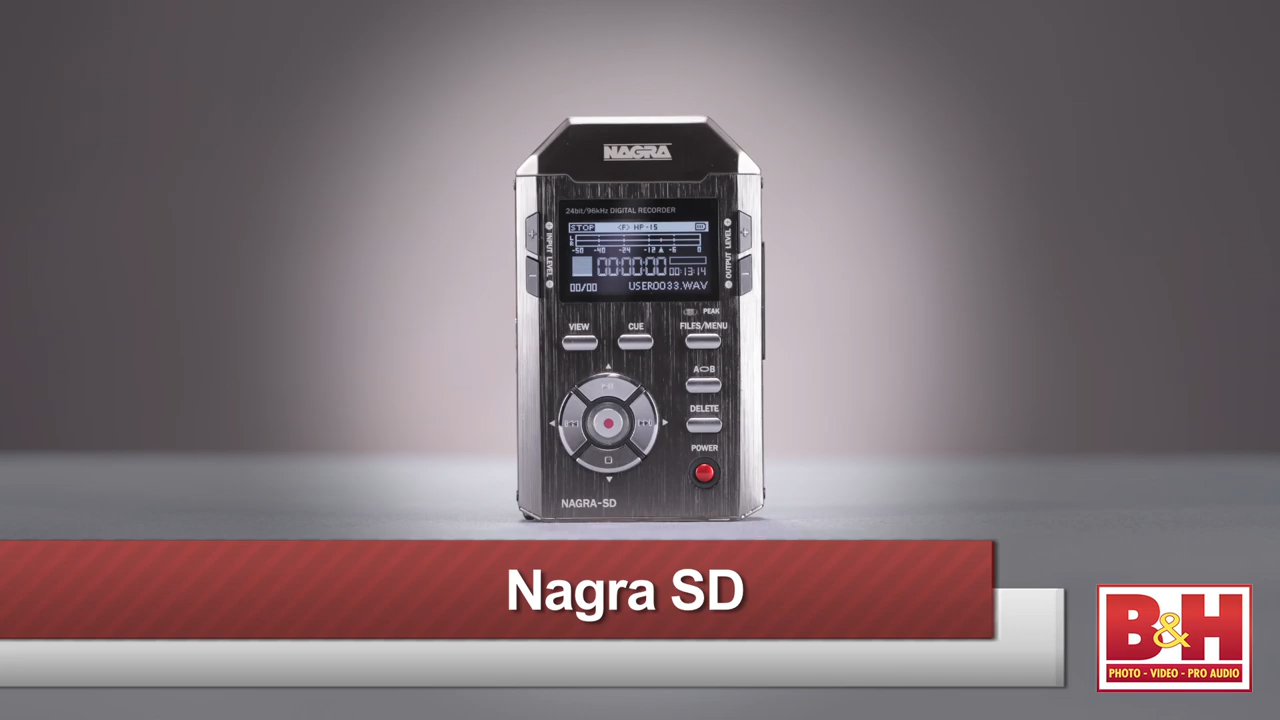 NAGRA
24bit/96kHz DIGITAL RECORDER
STOP <F> HP-15
L
R
-50 -40 -24 -12 ▲ -6 0
00:00:00 00:13:14
00/00 USER0033.WAV
+ INPUT LEVEL -
+ OUTPUT LEVEL -
PEAK
VIEW CUE FILES/MENU
A⊂⊃B
DELETE
POWER
NAGRA-SD
Nagra SD
B&H
PHOTO - VIDEO - PRO AUDIO